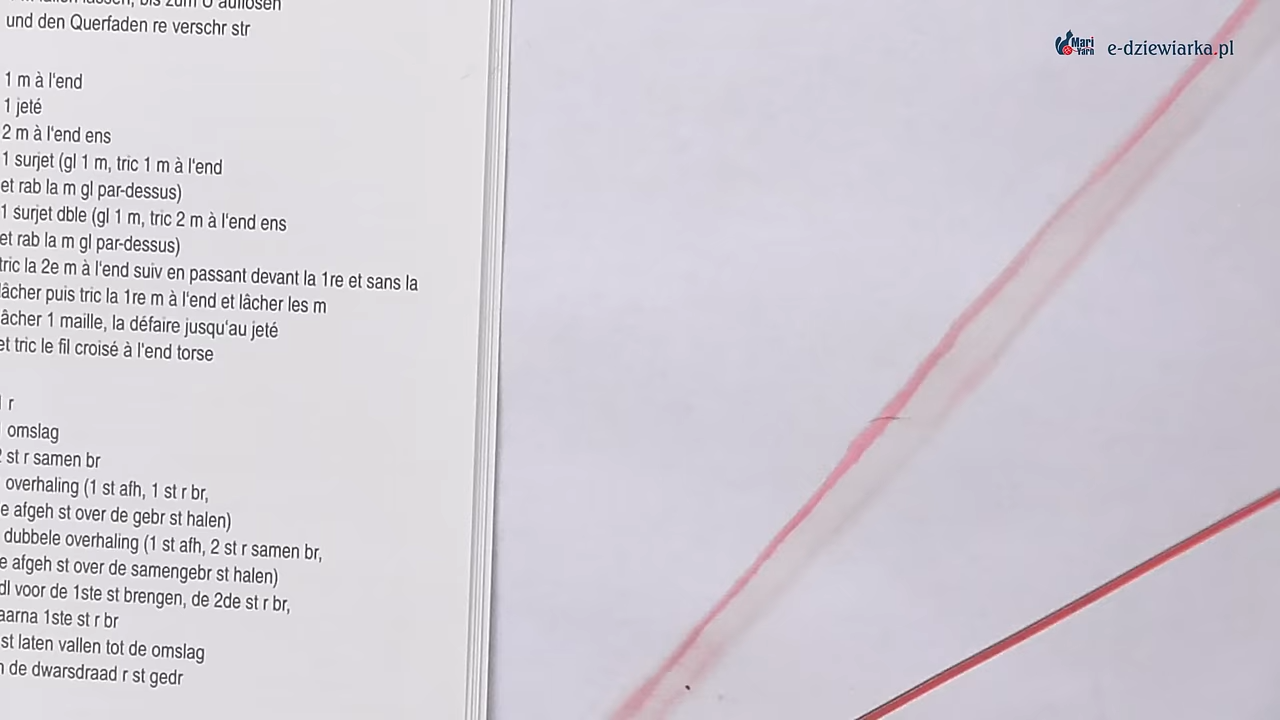 und den Querfaden re verschr str
1 m à l'end
1 jeté
2 m à l'end ens
1 surjet (gl 1 m, tric 1 m à l'end
et rab la m gl par-dessus)
1 surjet dble (gl 1 m, tric 2 m à l'end ens
et rab la m gl par-dessus)
tric la 2e m à l'end suiv en passant devant la 1re et sans la
lâcher puis tric la 1re m à l'end et lâcher les m
âcher 1 maille, la défaire jusqu'au jeté
et tric le fil croisé à l'end torse
r
omslag
st r samen br
overhaling (1 st afh, 1 st r br,
e afgeh st over de gebr st halen)
dubbele overhaling (1 st afh, 2 st r samen br,
e afgeh st over de samengebr st halen)
dl voor de 1ste st brengen, de 2de st r br,
aarna 1ste st r br
st laten vallen tot de omslag
de dwarsdraad r st gedr
Mari Yarn
e-dziewiarka.pl